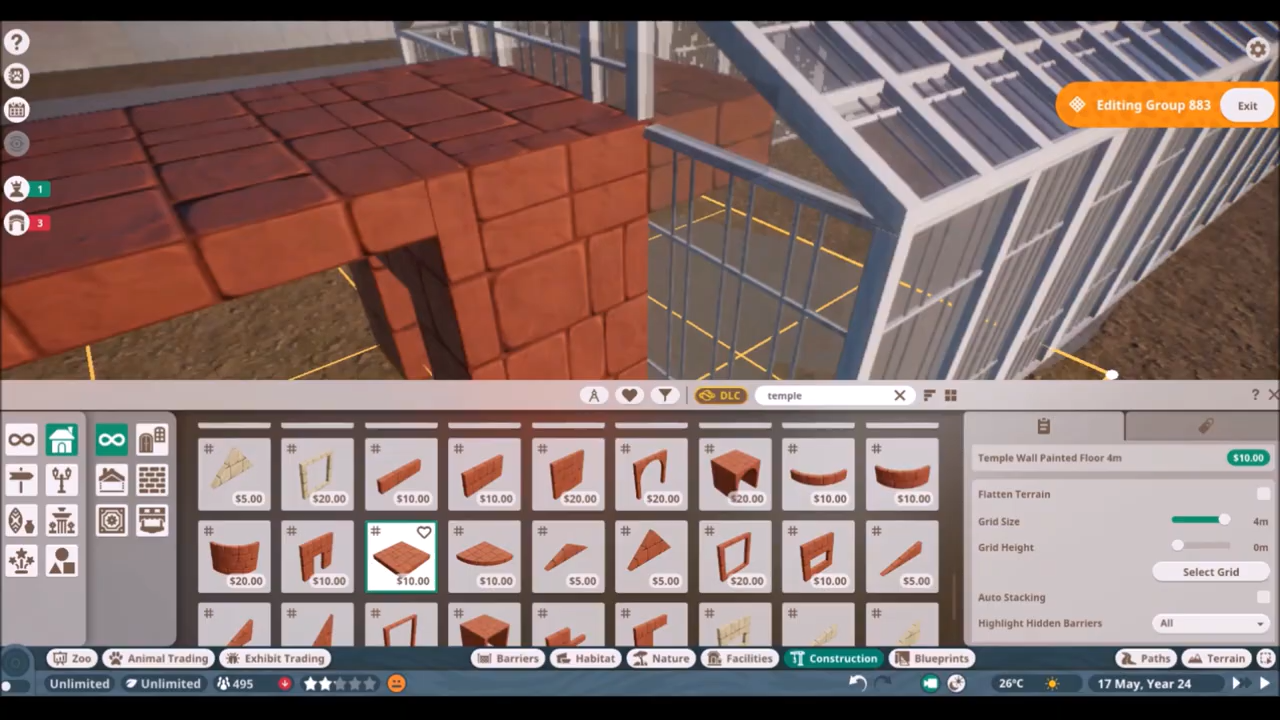 ?
Editing Group 883 Exit
1
3
DLC temple
?
$5.00 $20.00 $10.00 $10.00 $20.00 $20.00 $20.00 $10.00 $10.00
$20.00 $10.00 $10.00 $10.00 $5.00 $5.00 $20.00 $10.00 $5.00
Temple Wall Painted Floor 4m $10.00
Flatten Terrain
Grid Size 4m
Grid Height 0m
Select Grid
Auto Stacking
Highlight Hidden Barriers All
Zoo Animal Trading Exhibit Trading Barriers Habitat Nature Facilities Construction Blueprints Paths Terrain
Unlimited Unlimited 495 26°C 17 May, Year 24